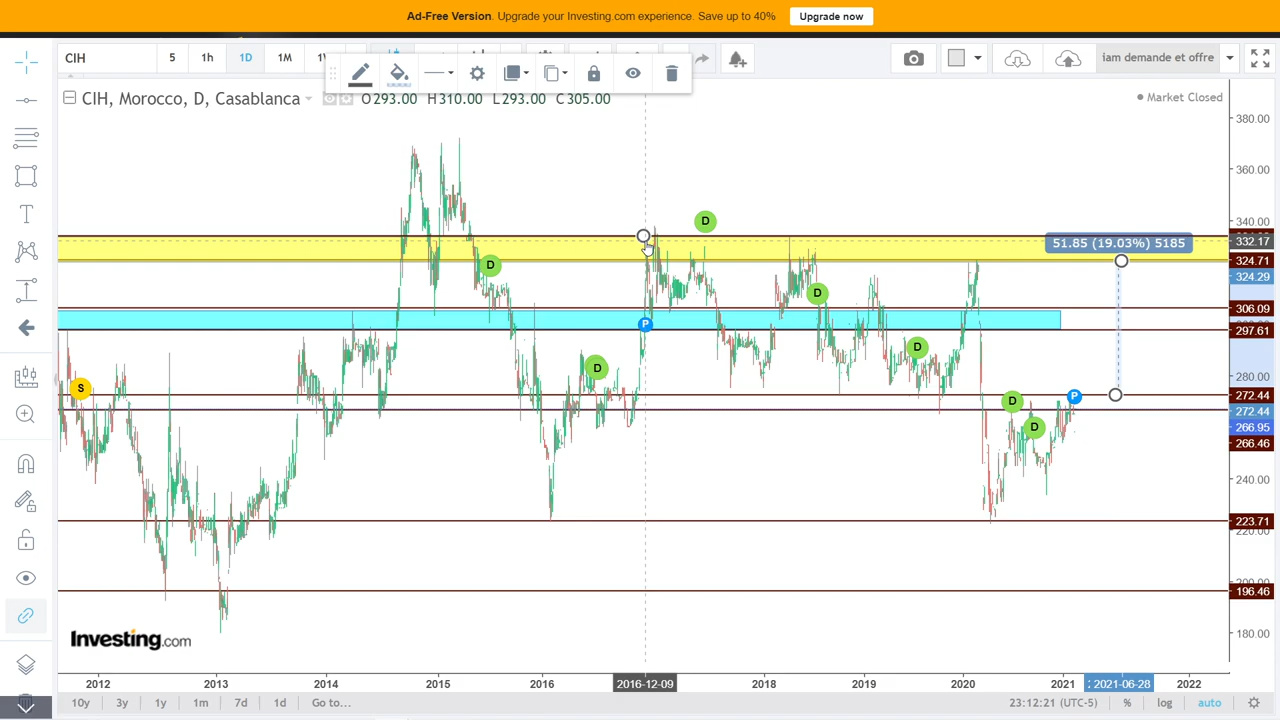 Ad-Free Version. Upgrade your Investing.com experience. Save up to 40% Upgrade now
CIH 5 1h 1D 1M iam demande et offre
CIH, Morocco, D, Casablanca O293.00 H310.00 L293.00 C305.00 Market Closed
380.00
360.00
340.00
332.17
51.85 (19.03%) 5185
324.71
324.29
306.09
297.61
280.00
272.44
272.44
266.95
266.46
240.00
223.71
220.00
200.00
196.46
180.00
D
D
D
P
D
D
S
P
D
D
Investing.com
2012 2013 2014 2015 2016 2016-12-09 2018 2019 2020 2021 2021-06-28 2022
10y 3y 1y 1m 7d 1d Go to... 23:12:21 (UTC-5) % log auto